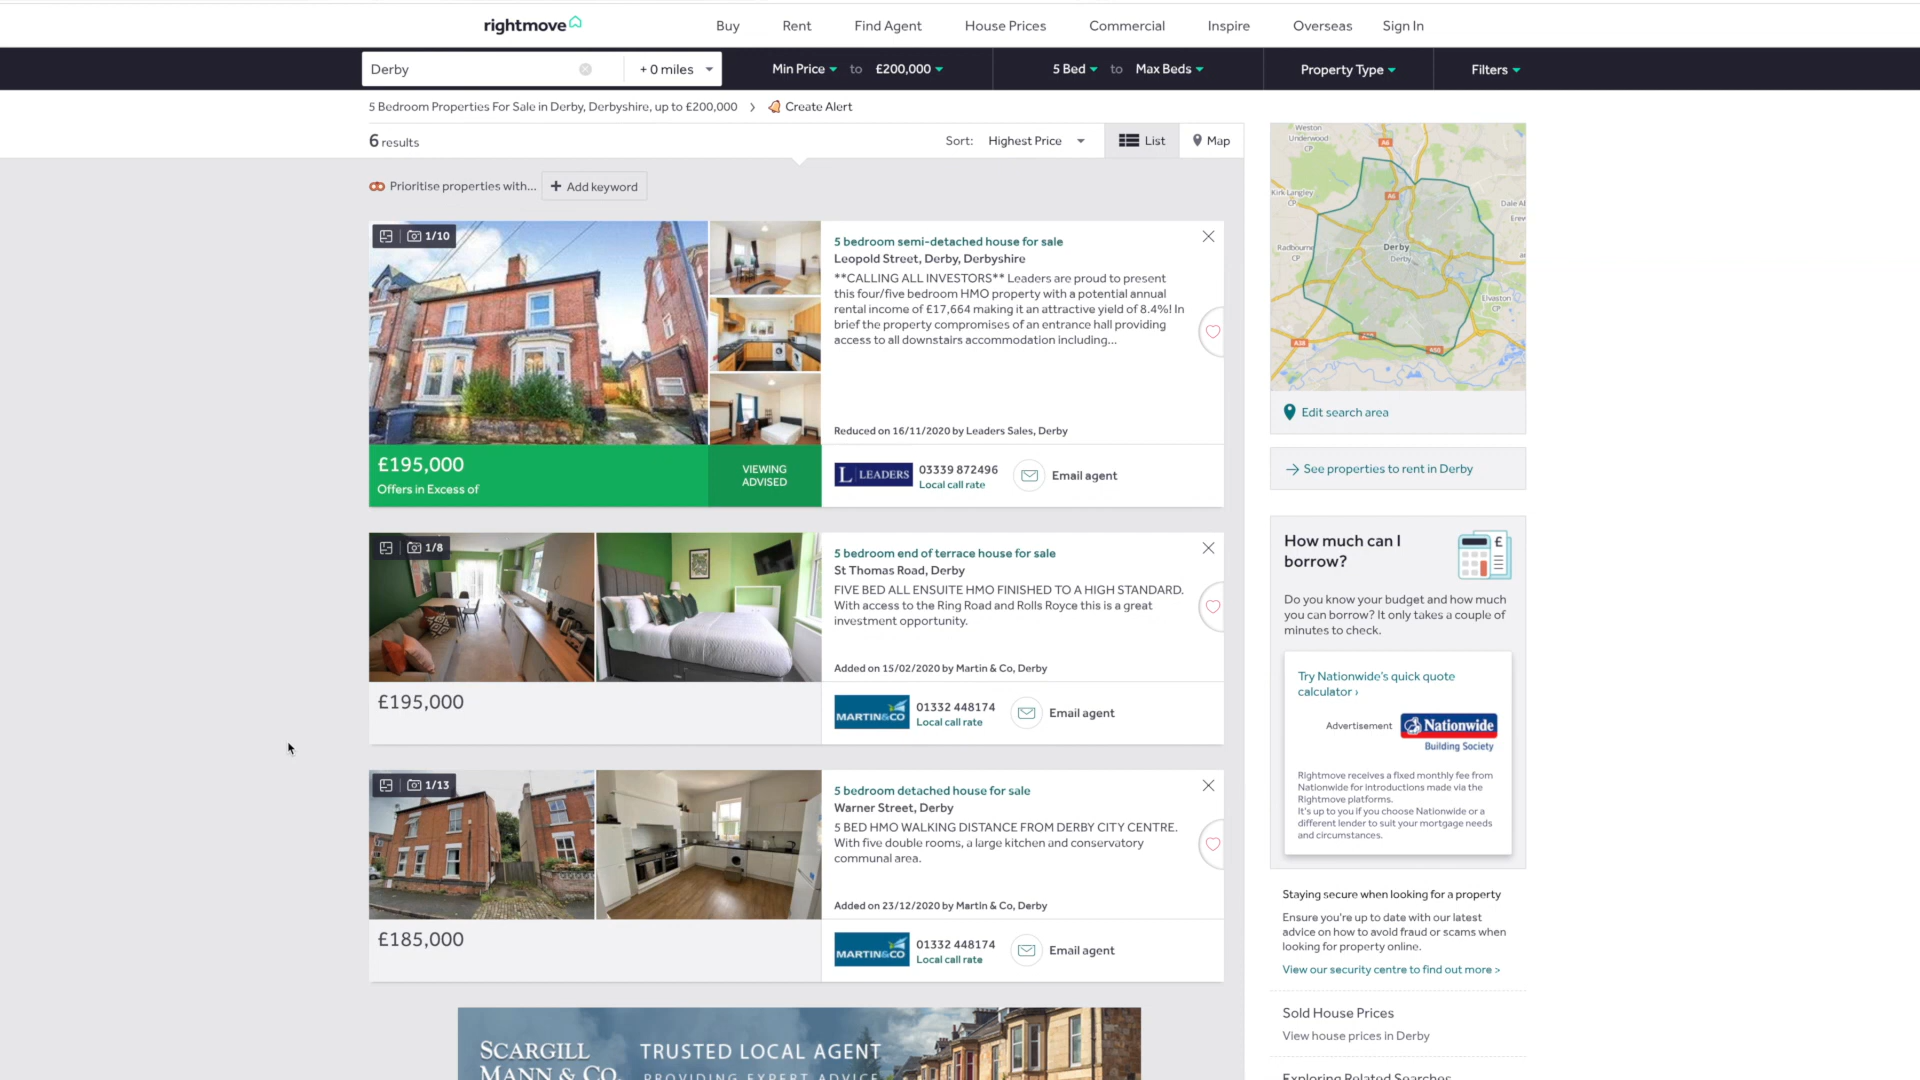 rightmove
Buy
Rent
Find Agent
House Prices
Commercial
Inspire
Overseas
Sign In
Derby
+ 0 miles
Min Price
to
£200,000
5 Bed
to
Max Beds
Property Type
Filters
5 Bedroom Properties For Sale in Derby, Derbyshire, up to £200,000
Create Alert
6 results
Sort:
Highest Price
List
Map
Prioritise properties with...
+ Add keyword
1/10
5 bedroom semi-detached house for sale
Leopold Street, Derby, Derbyshire
**CALLING ALL INVESTORS** Leaders are proud to present
this four/five bedroom HMO property with a potential annual
rental income of £17,664 making it an attractive yield of 8.4%! In
brief the property compromises of an entrance hall providing
access to all downstairs accommodation including...
Reduced on 16/11/2020 by Leaders Sales, Derby
£195,000
Offers in Excess of
VIEWING
ADVISED
L LEADERS
03339 872496
Local call rate
Email agent
1/8
5 bedroom end of terrace house for sale
St Thomas Road, Derby
FIVE BED ALL ENSUITE HMO FINISHED TO A HIGH STANDARD.
With access to the Ring Road and Rolls Royce this is a great
investment opportunity.
Added on 15/02/2020 by Martin & Co, Derby
£195,000
MARTIN&CO
01332 448174
Local call rate
Email agent
1/13
5 bedroom detached house for sale
Warner Street, Derby
5 BED HMO WALKING DISTANCE FROM DERBY CITY CENTRE.
With five double rooms, a large kitchen and conservatory
communal area.
Added on 23/12/2020 by Martin & Co, Derby
£185,000
MARTIN&CO
01332 448174
Local call rate
Email agent
SCARGILL
MANN & CO.
TRUSTED LOCAL AGENT
PROVIDING EXPERT ADVICE
Weston
Underwood
CP
Kirk Langley
CP
Radbourne
CP
Derby
Derby
Elvaston
CP
Edit search area
See properties to rent in Derby
How much can I
borrow?
Do you know your budget and how much
you can borrow? It only takes a couple of
minutes to check.
Try Nationwide's quick quote
calculator ›
Advertisement
Nationwide
Building Society
Rightmove receives a fixed monthly fee from
Nationwide for introductions made via the
Rightmove platforms.
It's up to you if you choose Nationwide or a
different lender to suit your mortgage needs
and circumstances.
Staying secure when looking for a property
Ensure you're up to date with our latest
advice on how to avoid fraud or scams when
looking for property online.
View our security centre to find out more >
Sold House Prices
View house prices in Derby
Exploring Related Searches